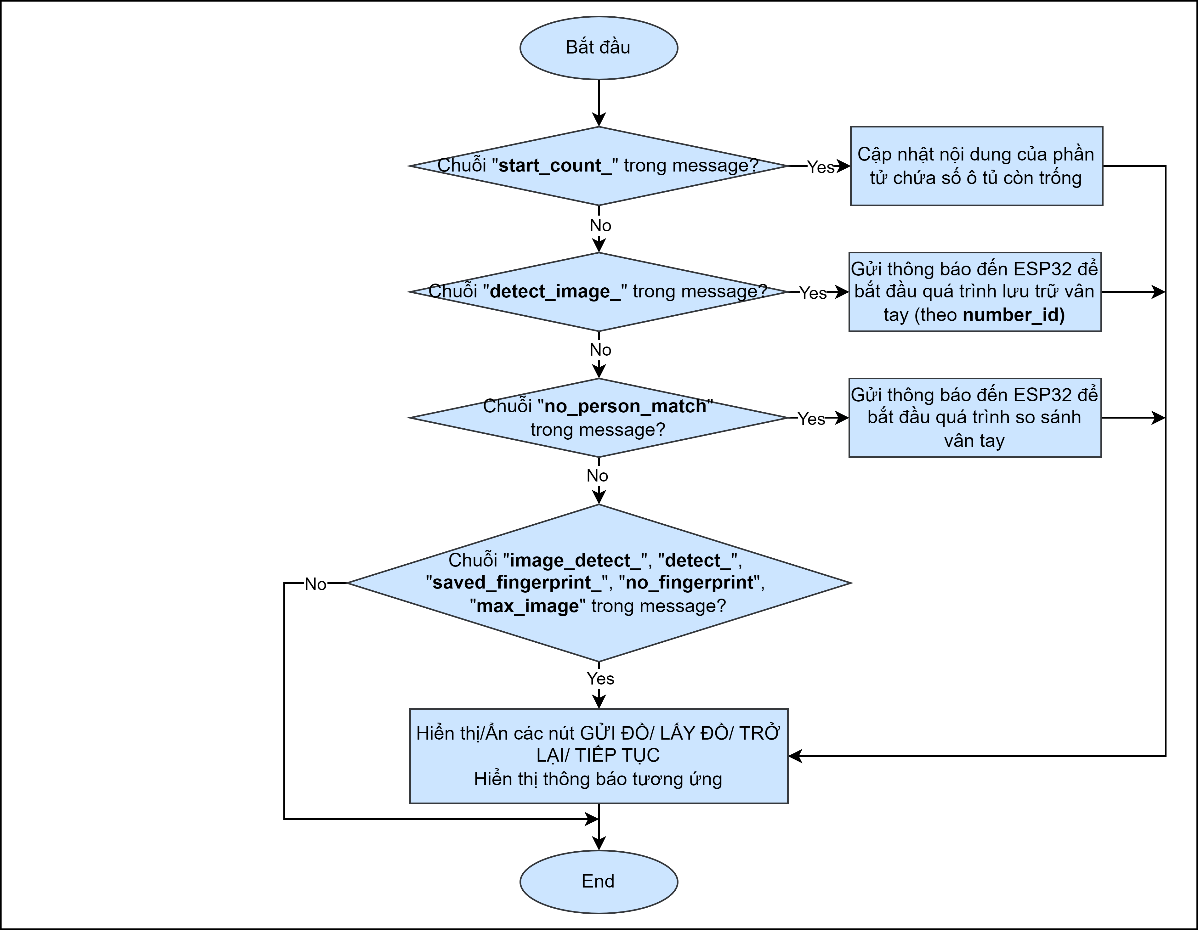 Bắt đầu
Chuỗi "start_count_" trong message?
Yes
Cập nhật nội dung của phần
tử chứa số ô tủ còn trống
No
Chuỗi "detect_image_" trong message?
Yes
Gửi thông báo đến ESP32 để
bắt đầu quá trình lưu trữ vân
tay (theo number_id)
No
Chuỗi "no_person_match"
trong message?
Yes
Gửi thông báo đến ESP32 để
bắt đầu quá trình so sánh
vân tay
No
Chuỗi "image_detect_", "detect_",
"saved_fingerprint_", "no_fingerprint",
"max_image" trong message?
No
Yes
Hiển thị/Ẩn các nút GỬI ĐỒ/ LẤY ĐỒ/ TRỞ
LẠI/ TIẾP TỤC
Hiển thị thông báo tương ứng
End